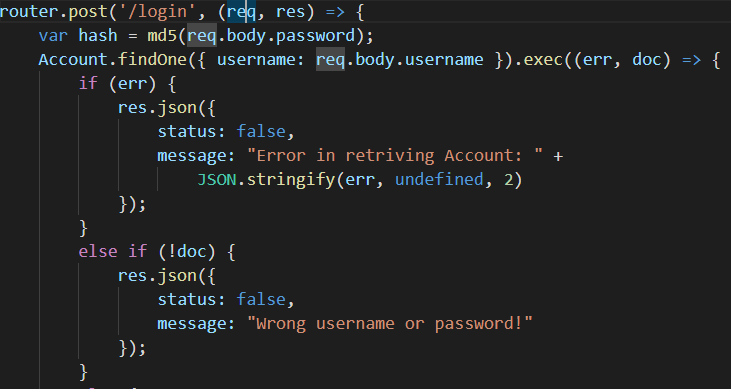 router.post('/login', (req, res) => {
    var hash = md5(req.body.password);
    Account.findOne({ username: req.body.username }).exec((err, doc) => {
        if (err) {
            res.json({
                status: false,
                message: "Error in retriving Account: " +
                    JSON.stringify(err, undefined, 2)
            });
        }
        else if (!doc) {
            res.json({
                status: false,
                message: "Wrong username or password!"
            });
        }